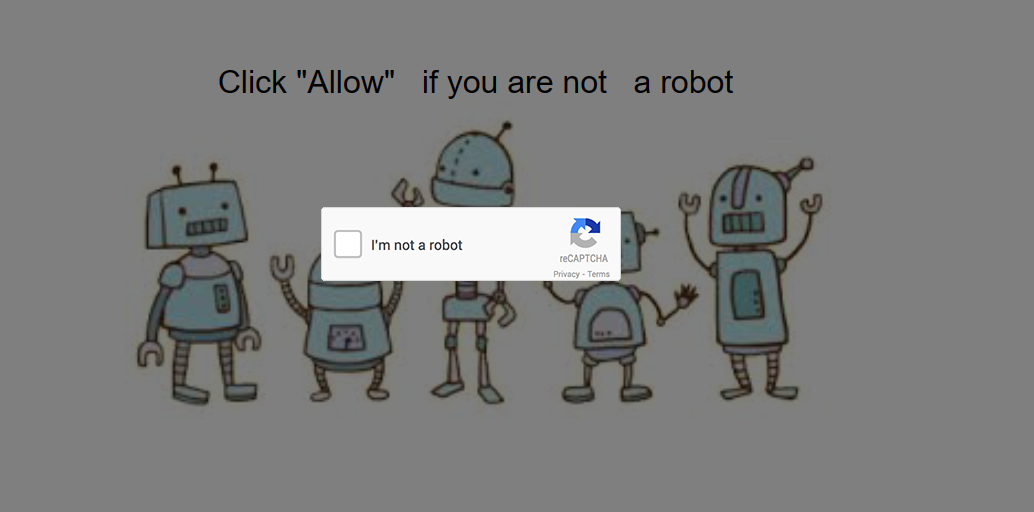 Click "Allow" if you are not a robot
I'm not a robot
reCAPTCHA
Privacy - Terms